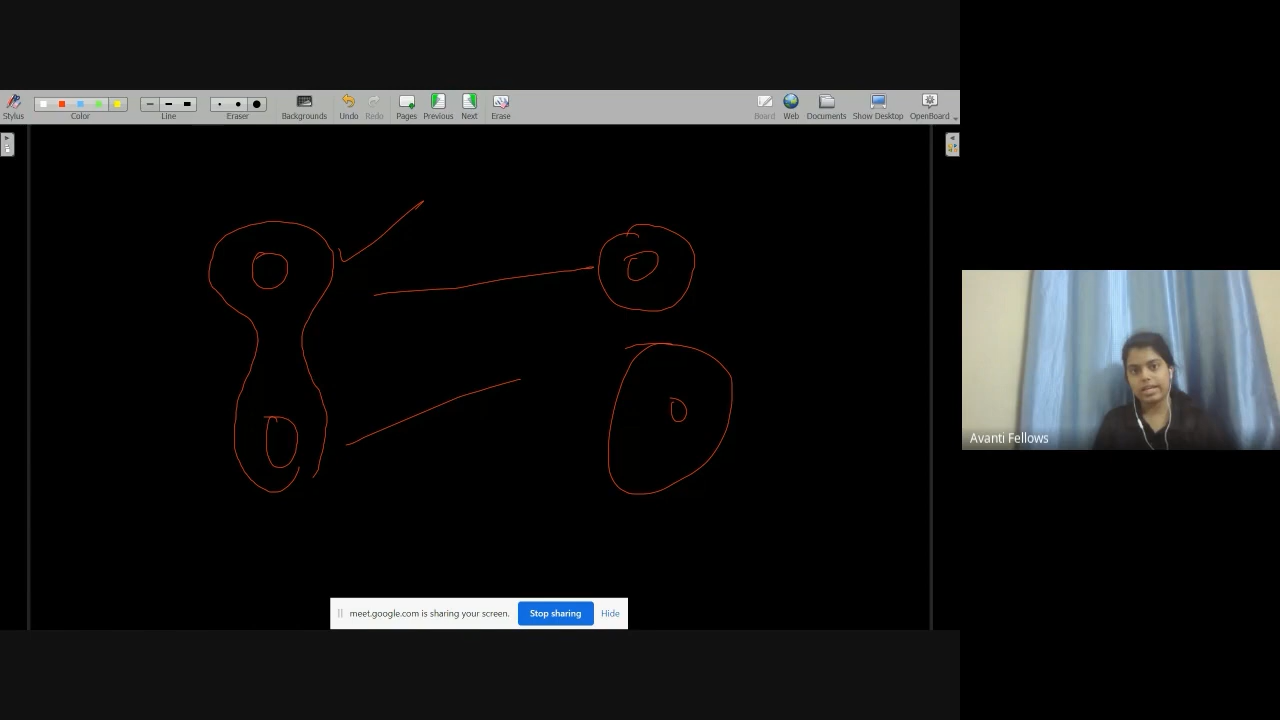 Stylus
Color
Line
Eraser
Backgrounds
Undo
Redo
Pages
Previous
Next
Erase
Board
Web
Documents
Show Desktop
OpenBoard
Avanti Fellows
meet.google.com is sharing your screen.
Stop sharing
Hide